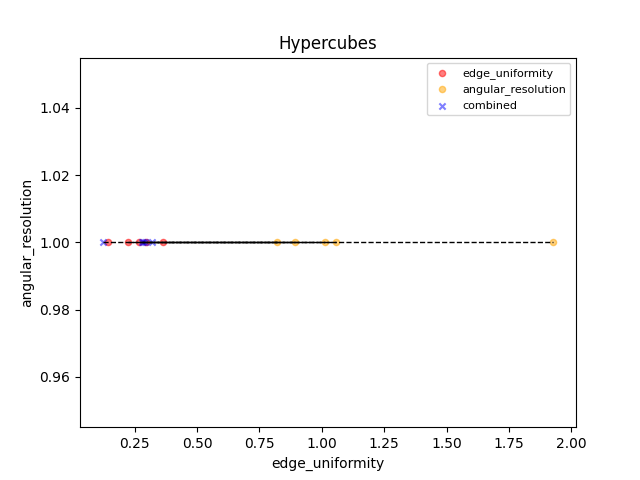 Hypercubes
edge_uniformity
angular_resolution
combined
angular_resolution
1.04
1.02
1.00
0.98
0.96
0.25
0.50
0.75
1.00
1.25
1.50
1.75
2.00
edge_uniformity